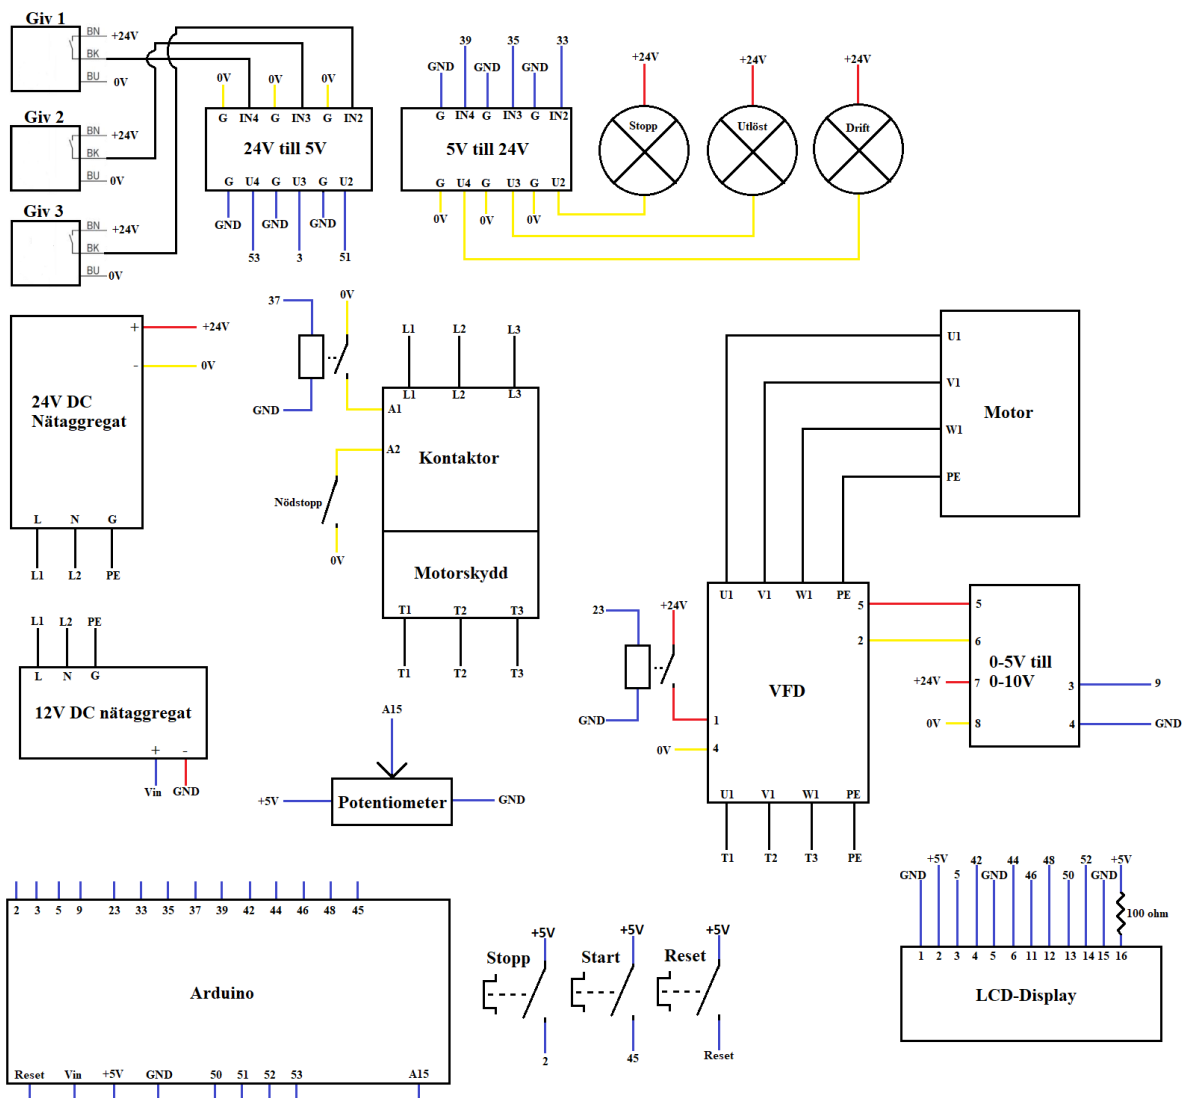 Giv 1
BN +24V
BK
BU 0V
Giv 2
BN +24V
BK
BU 0V
Giv 3
BN +24V
BK
BU 0V
0V 0V 0V
G IN4 G IN3 G IN2
24V till 5V
G U4 G U3 G U2
GND GND GND
53 3 51
39 35 33
GND GND GND
G IN4 G IN3 G IN2
5V till 24V
G U4 G U3 G U2
0V 0V 0V
+24V +24V +24V
Stopp Utlöst Drift
+ +24V
- 0V
24V DC
Nätaggregat
L N G
L1 L2 PE
37 0V
GND
A1
A2
Nödstopp
0V
L1 L2 L3
L1 L2 L3
Kontaktor
Motorskydd
T1 T2 T3
T1 T2 T3
U1
V1
W1
PE
Motor
L1 L2 PE
L N G
12V DC nätaggregat
+ -
Vin GND
A15
+5V Potentiometer GND
23 +24V
GND
0V
U1 V1 W1 PE
5
2
VFD
1
4
U1 V1 W1 PE
T1 T2 T3 PE
5
6
+24V 7
0V 8
0-5V till
0-10V
3 9
4 GND
2 3 5 9 23 33 35 37 39 42 44 46 48 45
Arduino
Reset Vin +5V GND 50 51 52 53 A15
+5V +5V +5V
Stopp Start Reset
2 45 Reset
+5V 42 44 48 52 +5V
GND 5 GND 46 50 GND
100 ohm
1 2 3 4 5 6 11 12 13 14 15 16
LCD-Display